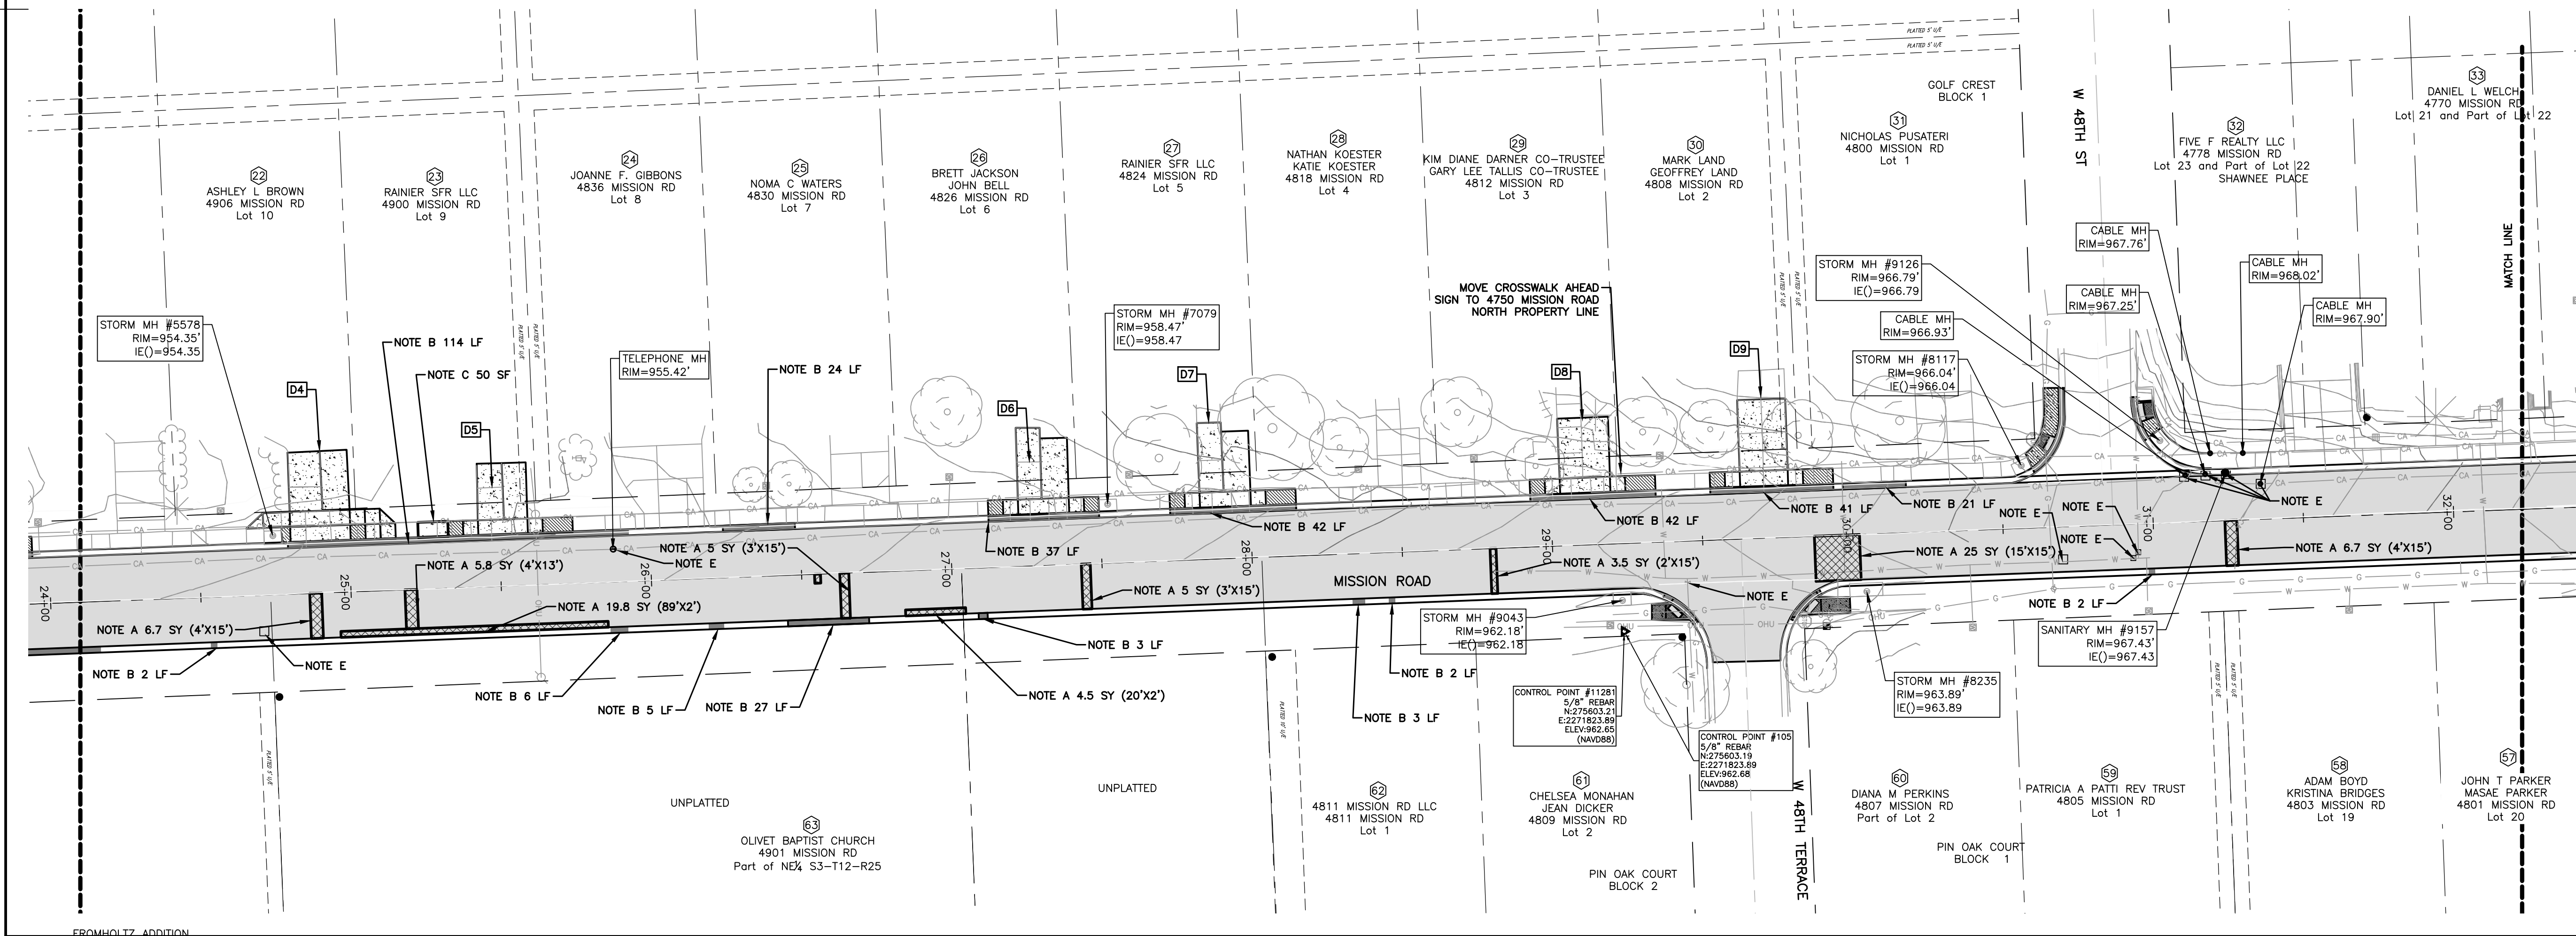 PLATTED 5' U/E
PLATTED 5' U/E
GOLF CREST
BLOCK 1
W 48TH ST
22
ASHLEY L BROWN
4906 MISSION RD
Lot 10
23
RAINIER SFR LLC
4900 MISSION RD
Lot 9
24
JOANNE F. GIBBONS
4836 MISSION RD
Lot 8
25
NOMA C WATERS
4830 MISSION RD
Lot 7
26
BRETT JACKSON
JOHN BELL
4826 MISSION RD
Lot 6
27
RAINIER SFR LLC
4824 MISSION RD
Lot 5
28
NATHAN KOESTER
KATIE KOESTER
4818 MISSION RD
Lot 4
29
KIM DIANE DARNER CO-TRUSTEE
GARY LEE TALLIS CO-TRUSTEE
4812 MISSION RD
Lot 3
30
MARK LAND
GEOFFREY LAND
4808 MISSION RD
Lot 2
31
NICHOLAS PUSATERI
4800 MISSION RD
Lot 1
32
FIVE F REALTY LLC
4778 MISSION RD
Lot 23 and Part of Lot 22
SHAWNEE PLACE
33
DANIEL L WELCH
4770 MISSION RD
Lot 21 and Part of Lot 22
MATCH LINE
STORM MH #5578
RIM=954.35'
IE()=954.35
NOTE B 114 LF
NOTE C 50 SF
D4
D5
PLATTED 5' U/E
PLATTED 5' U/E
TELEPHONE MH
RIM=955.42'
NOTE B 24 LF
D6
STORM MH #7079
RIM=958.47'
IE()=958.47
D7
MOVE CROSSWALK AHEAD
SIGN TO 4750 MISSION ROAD
NORTH PROPERTY LINE
D8
D9
PLATTED 5' U/E
PLATTED 5' U/E
STORM MH #9126
RIM=966.79'
IE()=966.79
CABLE MH
RIM=966.93'
STORM MH #8117
RIM=966.04'
IE()=966.04
CABLE MH
RIM=967.76'
CABLE MH
RIM=967.25'
CABLE MH
RIM=968.02'
CABLE MH
RIM=967.90'
24+00
25+00
26+00
27+00
28+00
29+00
30+00
31+00
32+00
NOTE A 6.7 SY (4'X15')
NOTE B 2 LF
NOTE E
NOTE A 5.8 SY (4'X13')
NOTE A 19.8 SY (89'X2')
NOTE E
NOTE A 5 SY (3'X15')
NOTE B 6 LF
NOTE B 5 LF
NOTE B 27 LF
NOTE B 37 LF
NOTE A 5 SY (3'X15')
NOTE B 3 LF
NOTE A 4.5 SY (20'X2')
NOTE B 42 LF
MISSION ROAD
NOTE B 3 LF
NOTE B 2 LF
NOTE A 3.5 SY (2'X15')
NOTE B 42 LF
NOTE B 41 LF
NOTE B 21 LF
NOTE E
NOTE A 25 SY (15'X15')
NOTE E
NOTE E
NOTE E
NOTE E
NOTE A 6.7 SY (4'X15')
NOTE B 2 LF
STORM MH #9043
RIM=962.18'
IE()=962.18
CONTROL POINT #11281
5/8" REBAR
N:275603.21
E:2271823.89
ELEV:962.65
(NAVD88)
CONTROL POINT #105
5/8" REBAR
N:275603.19
E:2271823.89
ELEV:962.68
(NAVD88)
STORM MH #8235
RIM=963.89'
IE()=963.89
SANITARY MH #9157
RIM=967.43'
IE()=967.43
PLATTED 5' U/E
PLATTED 10' U/E
PLATTED 5' U/E
PLATTED 5' U/E
UNPLATTED
UNPLATTED
63
OLIVET BAPTIST CHURCH
4901 MISSION RD
Part of NE¼ S3-T12-R25
62
4811 MISSION RD LLC
4811 MISSION RD
Lot 1
61
CHELSEA MONAHAN
JEAN DICKER
4809 MISSION RD
Lot 2
PIN OAK COURT
BLOCK 2
W 48TH TERRACE
60
DIANA M PERKINS
4807 MISSION RD
Part of Lot 2
PIN OAK COURT
BLOCK 1
59
PATRICIA A PATTI REV TRUST
4805 MISSION RD
Lot 1
58
ADAM BOYD
KRISTINA BRIDGES
4803 MISSION RD
Lot 19
57
JOHN T PARKER
MASAE PARKER
4801 MISSION RD
Lot 20
FROMHOLTZ ADDITION